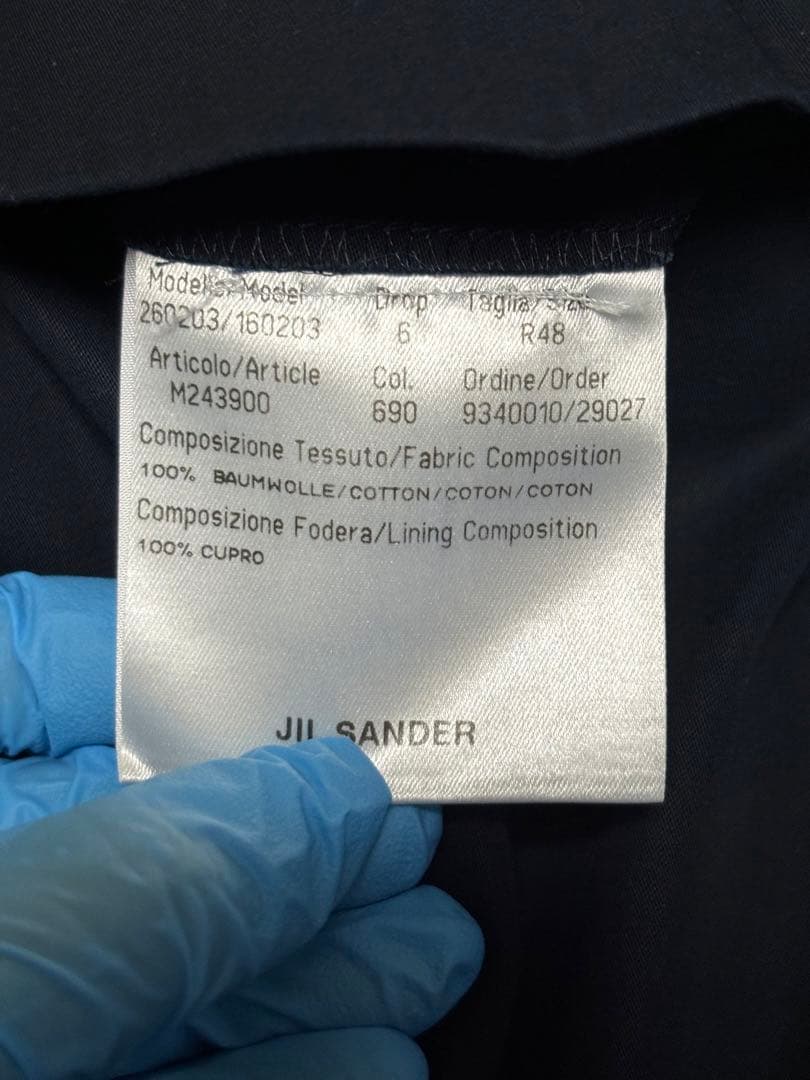 Modello/Model Drop Taglia/Size
260203/160203 6 R48
Articolo/Article Col. Ordine/Order
M243900 690 9340010/29027
Composizione Tessuto/Fabric Composition
100% BAUMWOLLE/COTTON/COTON/COTON
Composizione Fodera/Lining Composition
100% CUPRO
JIL SANDER